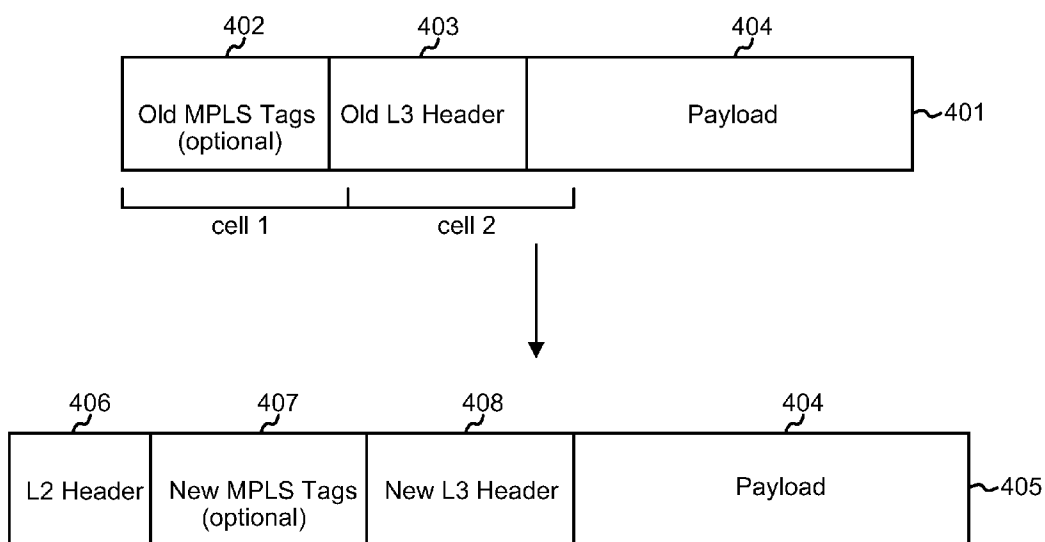 402 403 404
Old MPLS Tags
(optional)
Old L3 Header
Payload
401
cell 1 cell 2
406 407 408 404
L2 Header
New MPLS Tags
(optional)
New L3 Header
Payload
405